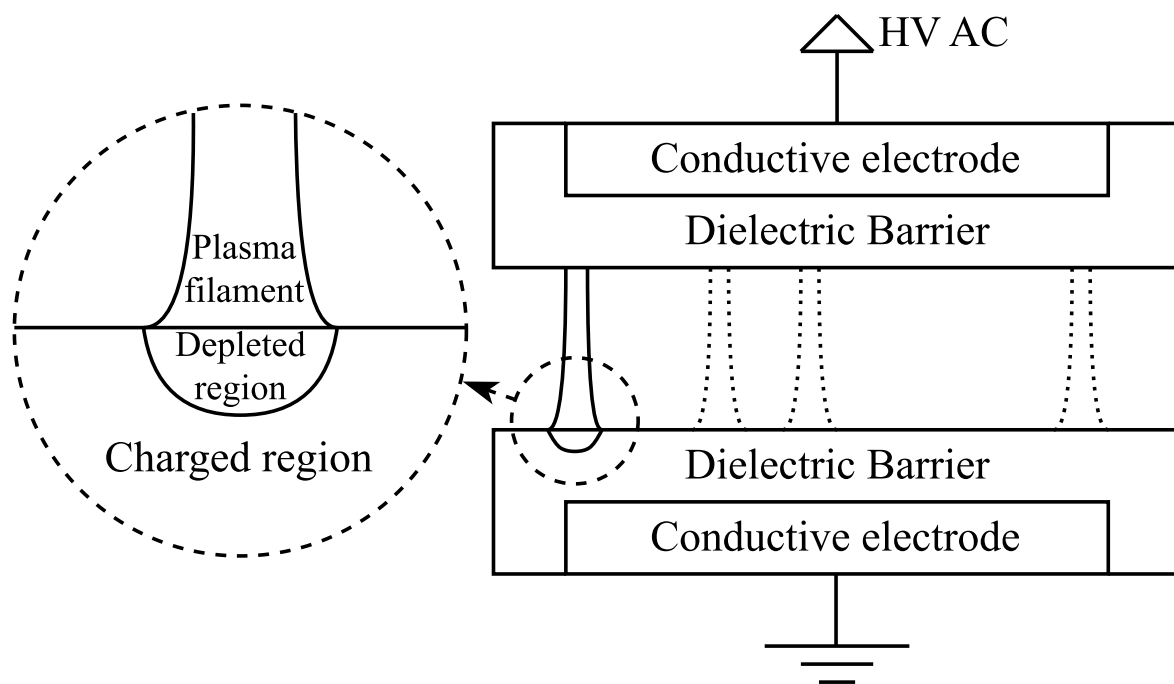 HV AC
Conductive electrode
Dielectric Barrier
Plasma
filament
Depleted
region
Charged region
Dielectric Barrier
Conductive electrode